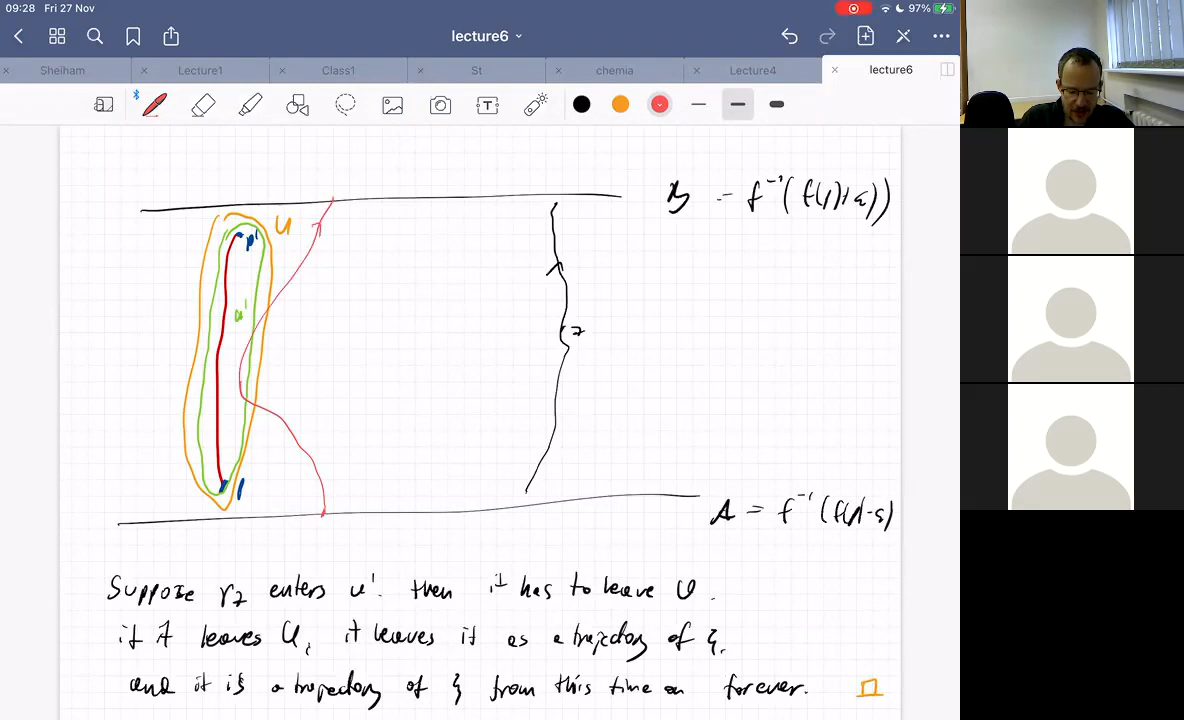 09:28 Fri 27 Nov
97%
lecture6
Sheiham
Lecture1
Class1
St
chemia
Lecture4
lecture6
B = f⁻¹(f(p')+ε))
U
p'
u'
z
p
A = f⁻¹(f(p)-ε)
Suppose γz enters u'. then it has to leave U.
if it leaves U, it leaves it as a trajectory of ξ,
and it is a trajectory of ξ from this time on forever. □